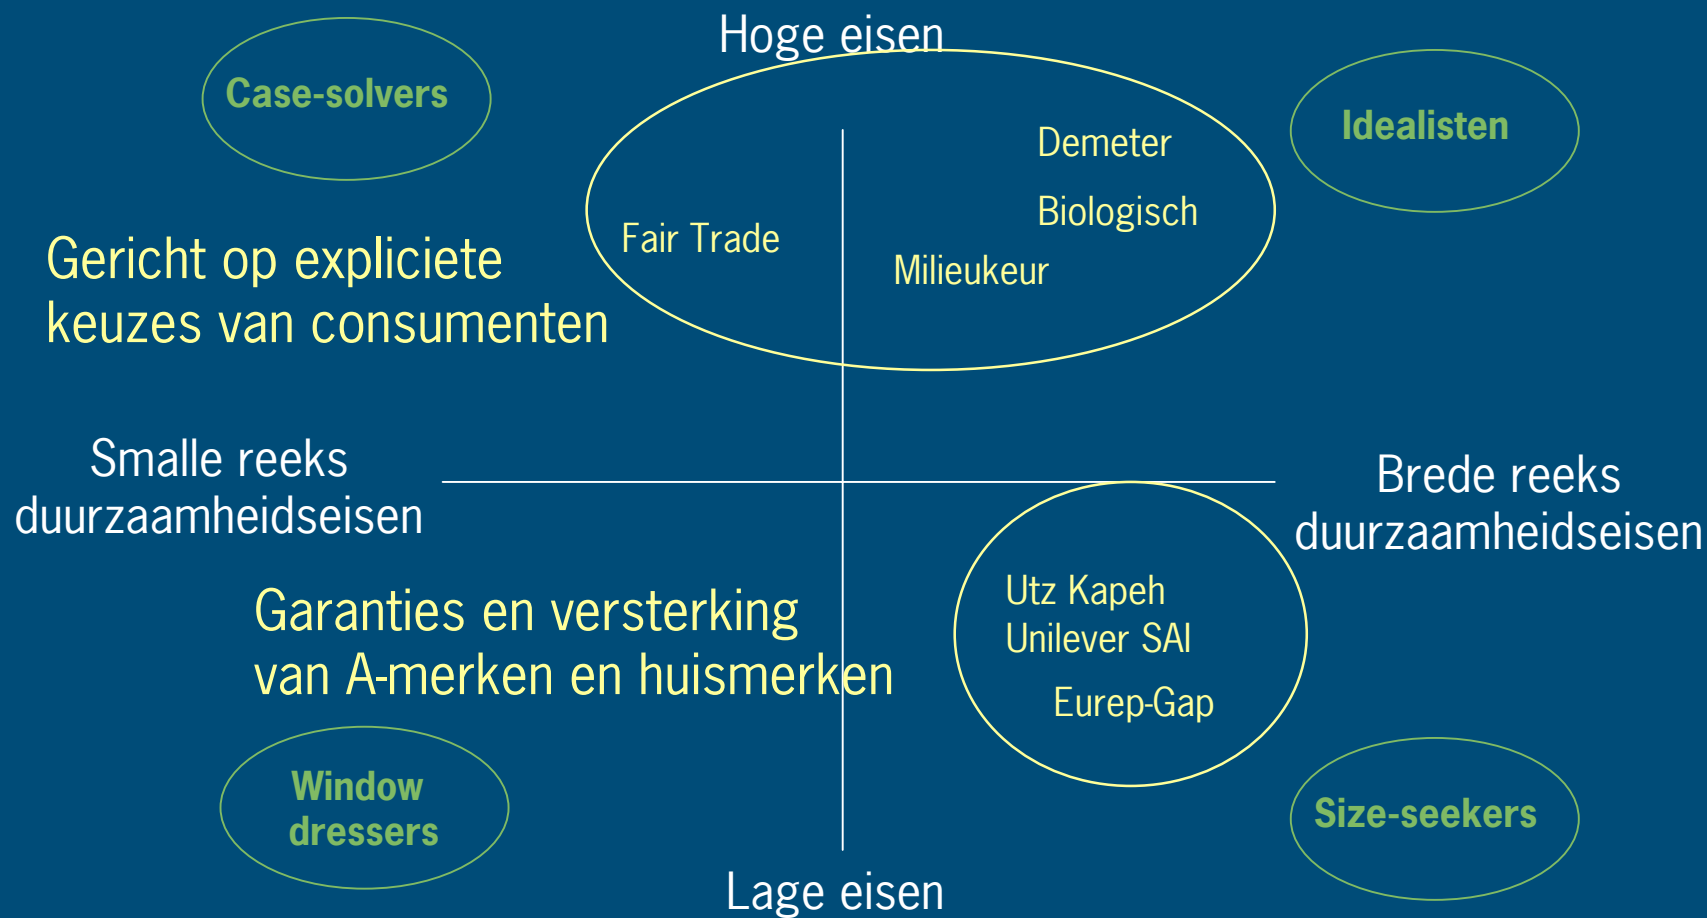 Hoge eisen
Case-solvers
Idealisten
Demeter
Biologisch
Fair Trade
Milieukeur
Gericht op expliciete
keuzes van consumenten
Smalle reeks
duurzaamheidseisen
Brede reeks
duurzaamheidseisen
Utz Kapeh
Unilever SAI
Eurep-Gap
Garanties en versterking
van A-merken en huismerken
Window
dressers
Size-seekers
Lage eisen